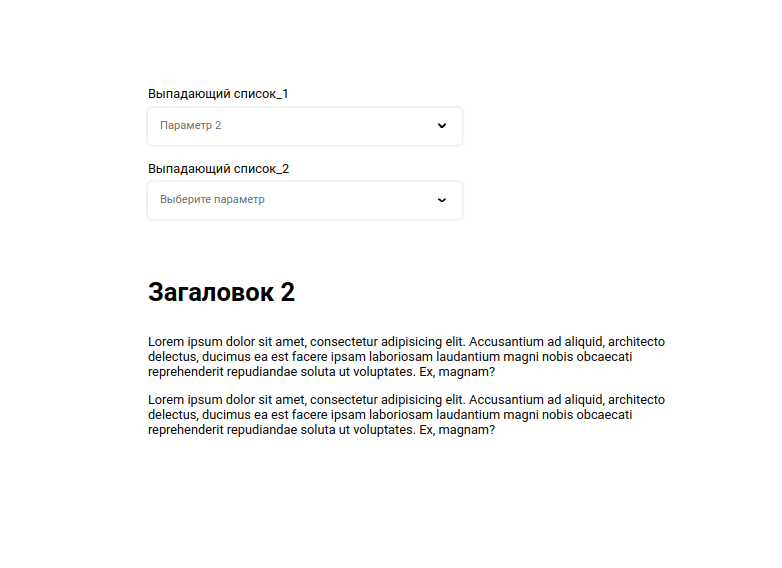 Выпадающий список_1
Параметр 2
Выпадающий список_2
Выберите параметр
Загаловок 2
Lorem ipsum dolor sit amet, consectetur adipisicing elit. Accusantium ad aliquid, architecto
delectus, ducimus ea est facere ipsam laboriosam laudantium magni nobis obcaecati
reprehenderit repudiandae soluta ut voluptates. Ex, magnam?
Lorem ipsum dolor sit amet, consectetur adipisicing elit. Accusantium ad aliquid, architecto
delectus, ducimus ea est facere ipsam laboriosam laudantium magni nobis obcaecati
reprehenderit repudiandae soluta ut voluptates. Ex, magnam?